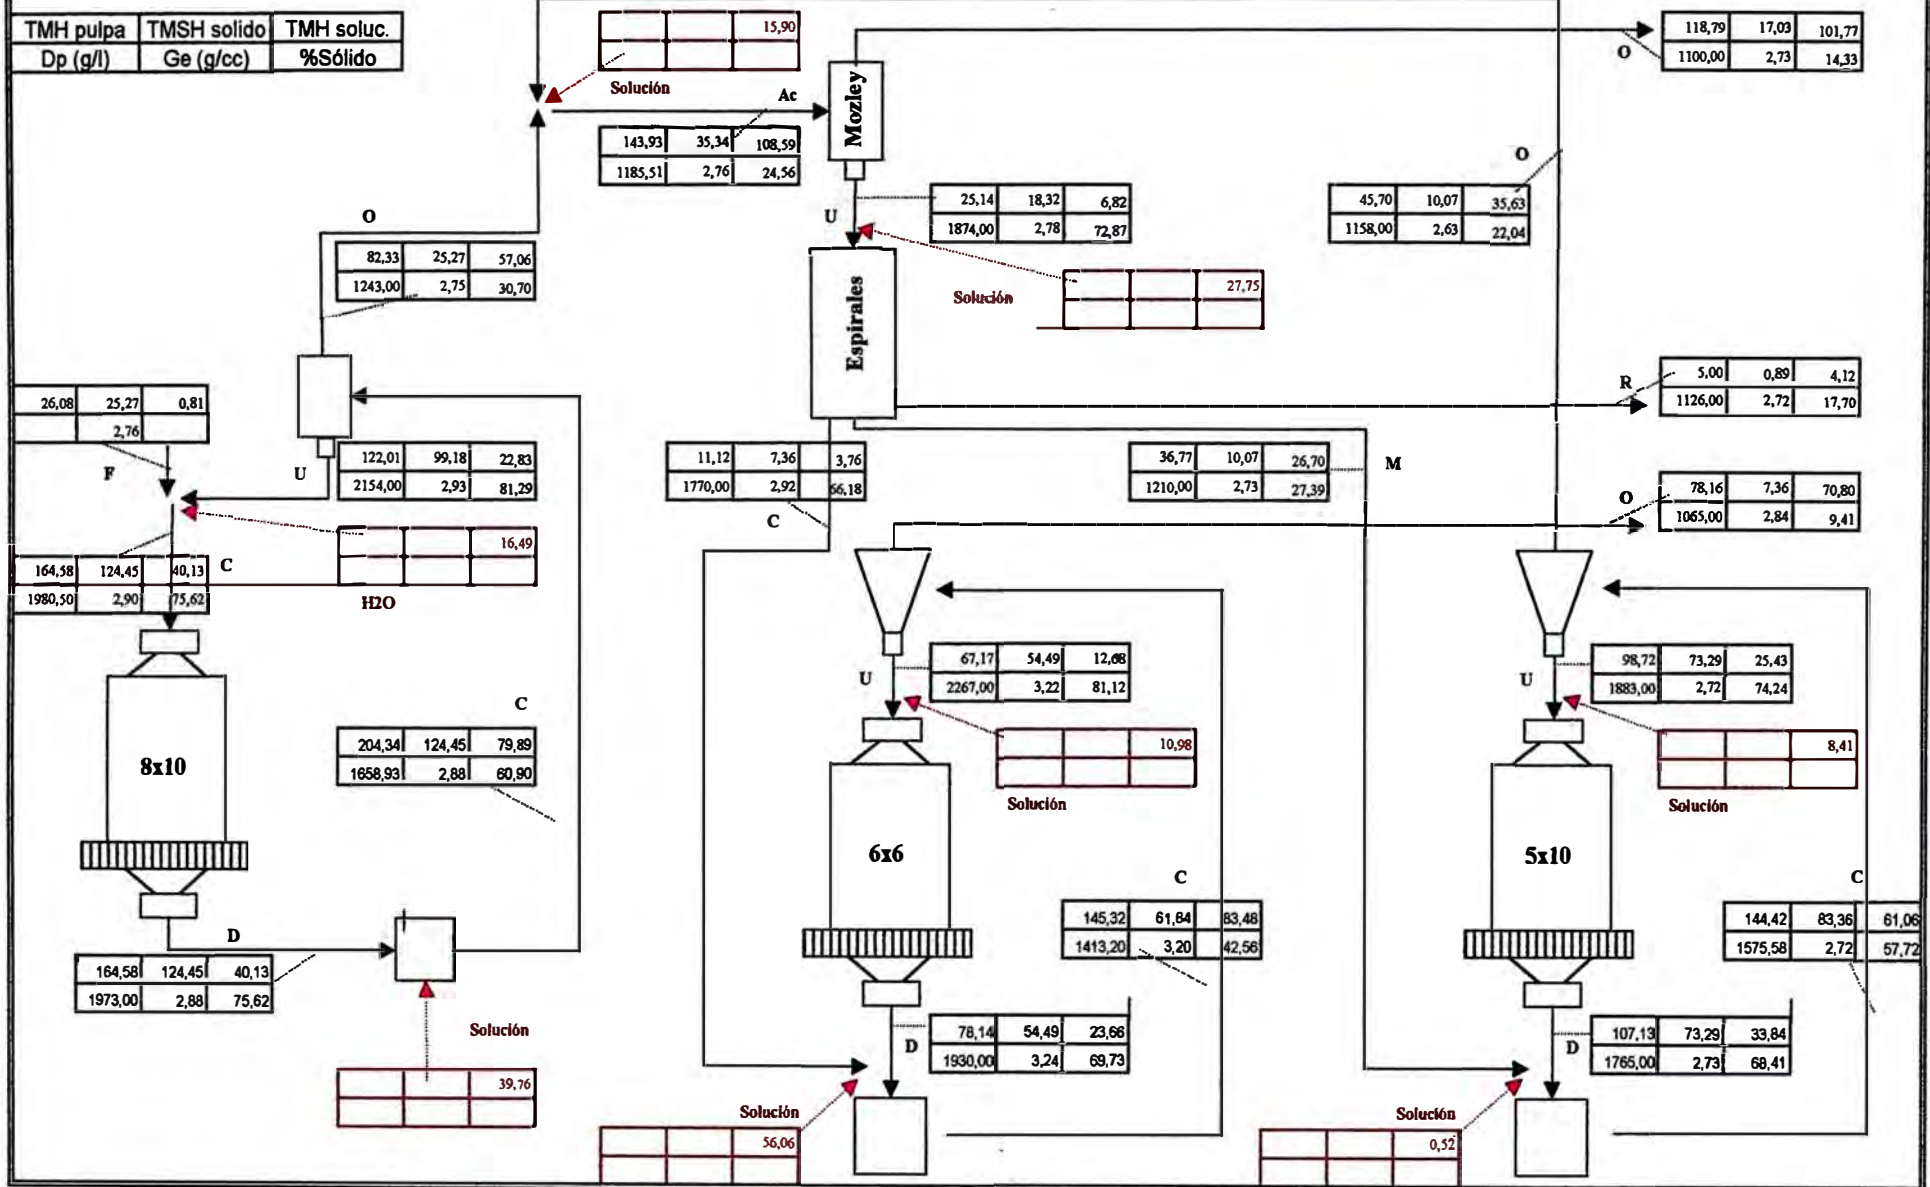 TMH pulpa TMSH solido TMH soluc.
Dp (g/l) Ge (g/cc) %Sólido
15,90
Solución
118,79 17,03 101,77
1100,00 2,73 14,33
O
Ac
143,93 35,34 108,59
1185,51 2,76 24,56
Mozley
O
45,70 10,07 35,63
1158,00 2,63 22,04
25,14 18,32 6,82
1874,00 2,78 72,87
U
O
82,33 25,27 57,06
1243,00 2,75 30,70
27,75
Solución
Espirales
26,08 25,27 0,81
2,76
F
5,00 0,89 4,12
1126,00 2,72 17,70
R
122,01 99,18 22,83
2154,00 2,93 81,29
U
11,12 7,36 3,76
1770,00 2,92 66,18
C
36,77 10,07 26,70
1210,00 2,73 27,39
M
78,16 7,36 70,80
1065,00 2,84 9,41
O
16,49
H2O
164,58 124,45 40,13
1980,50 2,90 75,62
C
67,17 54,49 12,68
2267,00 3,22 81,12
U
98,72 73,29 25,43
1883,00 2,72 74,24
U
C
204,34 124,45 79,89
1658,93 2,88 60,90
10,98
Solución
8,41
Solución
8x10
6x6
5x10
C
145,32 61,84 83,48
1413,20 3,20 42,56
C
144,42 83,36 61,06
1575,58 2,72 57,72
D
164,58 124,45 40,13
1973,00 2,88 75,62
78,14 54,49 23,66
1930,00 3,24 69,73
D
107,13 73,29 33,84
1765,00 2,73 68,41
D
Solución
39,76
Solución
56,06
Solución
0,52